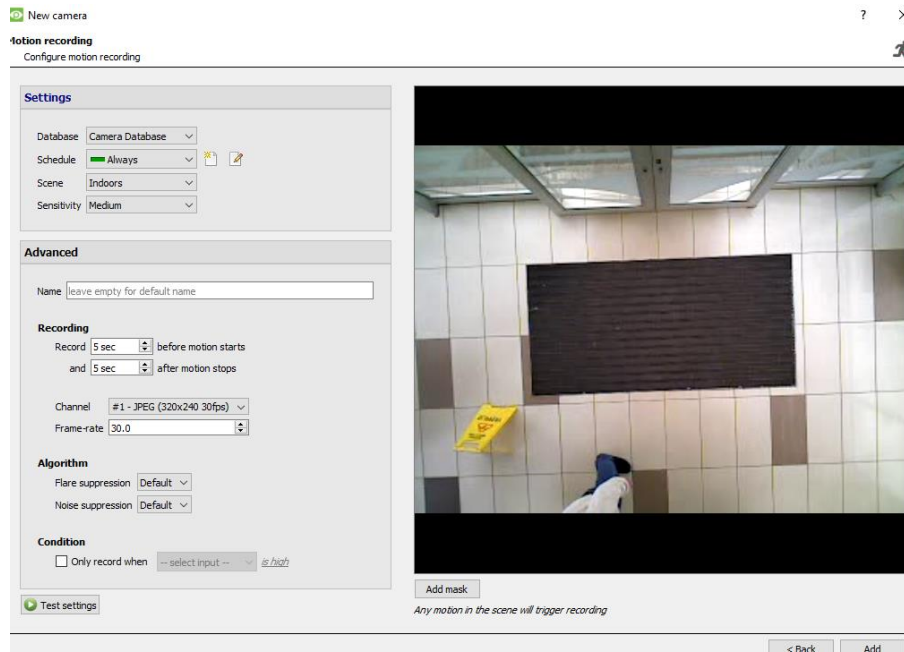 New camera
Motion recording
Configure motion recording
Settings
Database Camera Database
Schedule Always
Scene Indoors
Sensitivity Medium
Advanced
Name leave empty for default name
Recording
Record 5 sec before motion starts
and 5 sec after motion stops
Channel #1 - JPEG (320x240 30fps)
Frame-rate 30.0
Algorithm
Flare suppression Default
Noise suppression Default
Condition
Only record when -- select input -- is high
Test settings
Add mask
Any motion in the scene will trigger recording
< Back Add